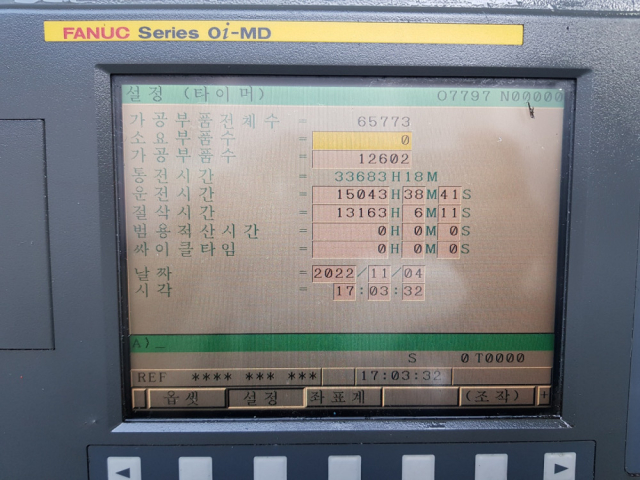 FANUC Series 0i-MD
설정 (타이머) O7797 N00000
가공부품전체수 = 65773
소요부품수 = 0
가공부품수 = 12602
통전시간 = 33683H18M
운전시간 = 15043H38M41S
절삭시간 = 13163H 6M11S
범용적산시간 = 0H 0M 0S
싸이클타임 = 0H 0M 0S
날짜 = 2022/11/04
시각 = 17:03:32
A)_
S 0T0000
REF **** *** *** 17:03:32
옵셋 설정 좌표계 (조작) +